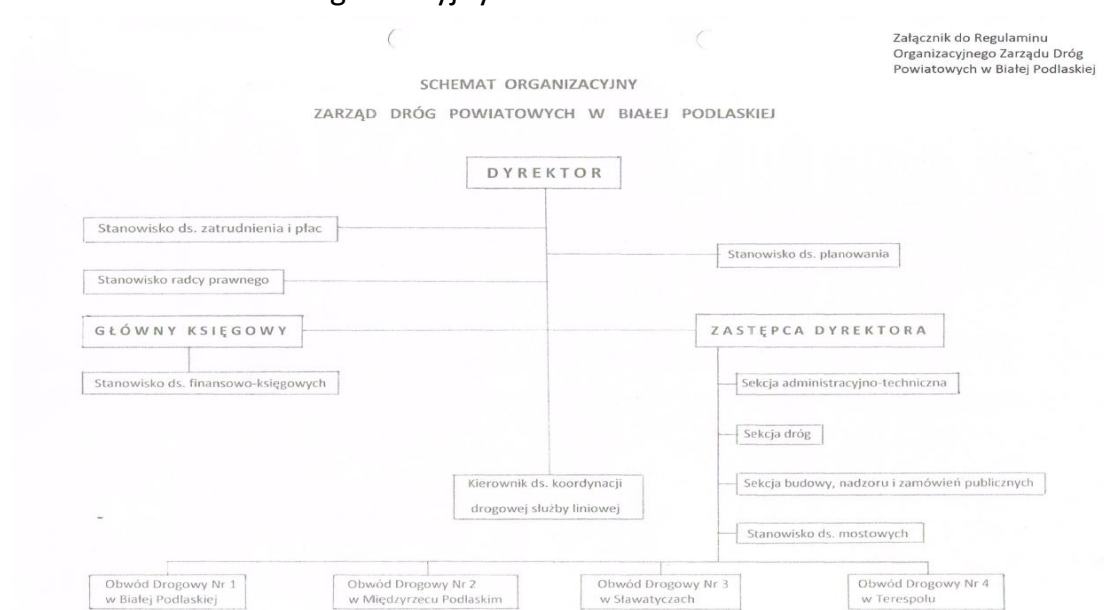 Załącznik do Regulaminu
Organizacyjnego Zarządu Dróg
Powiatowych w Białej Podlaskiej
SCHEMAT ORGANIZACYJNY
ZARZĄD DRÓG POWIATOWYCH W BIAŁEJ PODLASKIEJ
DYREKTOR
Stanowisko ds. zatrudnienia i płac
Stanowisko ds. planowania
Stanowisko radcy prawnego
GŁÓWNY KSIĘGOWY
ZASTĘPCA DYREKTORA
Stanowisko ds. finansowo-księgowych
Sekcja administracyjno-techniczna
Sekcja dróg
Kierownik ds. koordynacji
drogowej służby liniowej
Sekcja budowy, nadzoru i zamówień publicznych
Stanowisko ds. mostowych
Obwód Drogowy Nr 1
w Białej Podlaskiej
Obwód Drogowy Nr 2
w Międzyrzecu Podlaskim
Obwód Drogowy Nr 3
w Sławatyczach
Obwód Drogowy Nr 4
w Terespolu